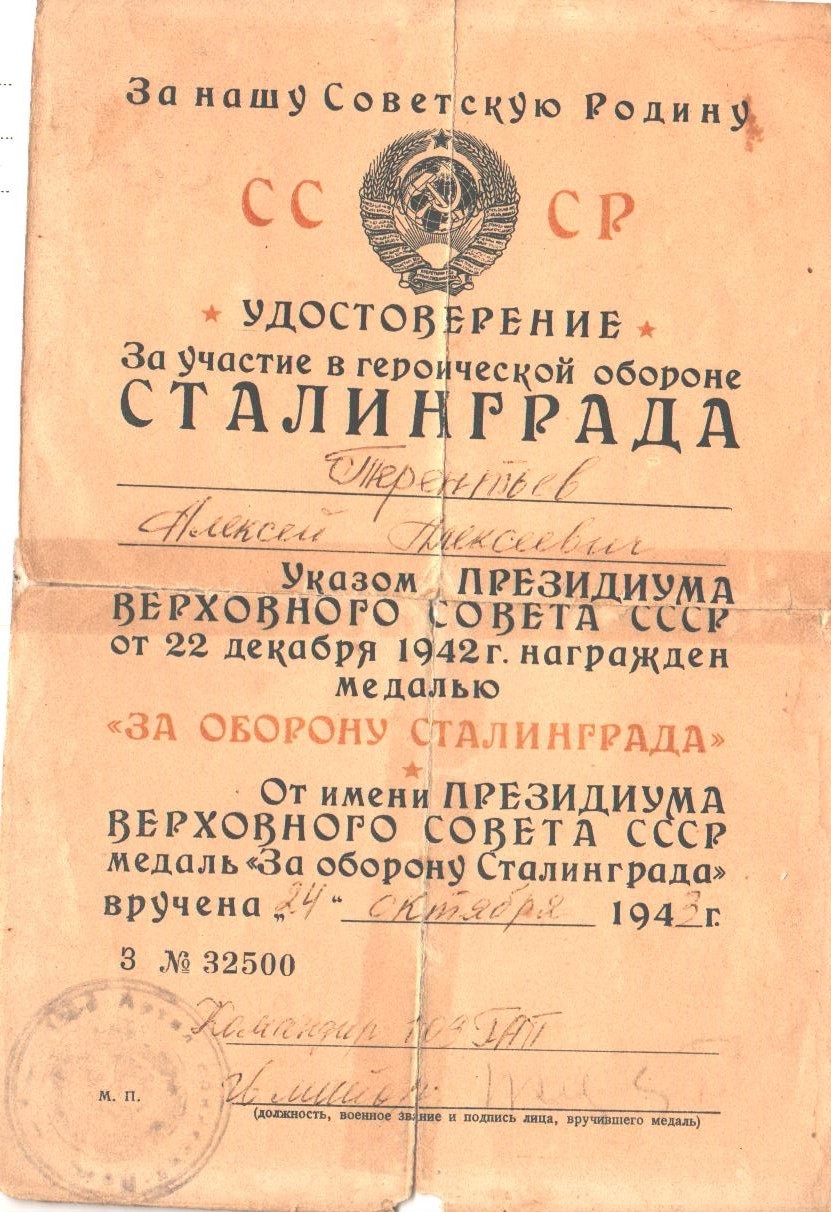 За нашу Советскую Родину
СССР
УДОСТОВЕРЕНИЕ
За участие в героической обороне
СТАЛИНГРАДА
Терентьев
Алексей Алексеевич
Указом ПРЕЗИДИУМА
ВЕРХОВНОГО СОВЕТА СССР
от 22 декабря 1942 г. награжден
медалью
«ЗА ОБОРОНУ СТАЛИНГРАДА»
От имени ПРЕЗИДИУМА
ВЕРХОВНОГО СОВЕТА СССР
медаль «За оборону Сталинграда»
вручена „24“ октября 1943 г.
З № 32500
Командир
М. П.
(должность, военное звание и подпись лица, вручившего медаль)